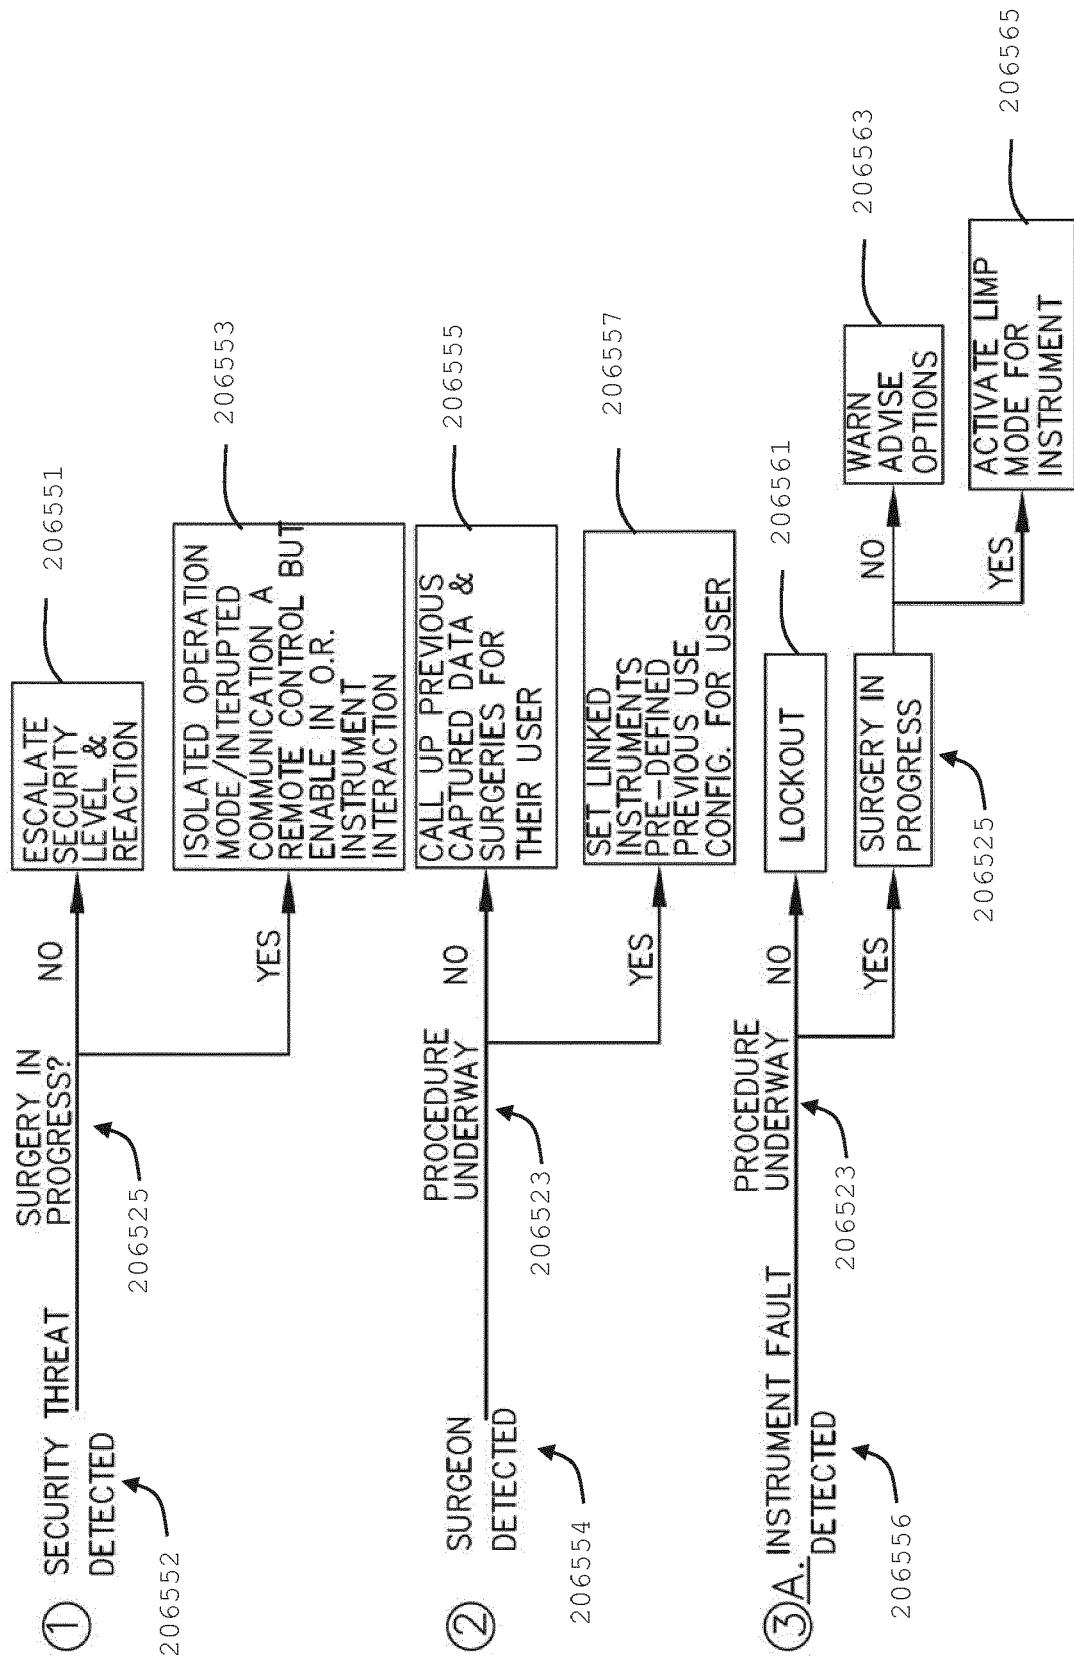 1
SECURITY THREAT
DETECTED
206552
SURGERY IN
PROGRESS?
206525
NO
YES
ESCALATE
SECURITY
LEVEL &
REACTION
206551
ISOLATED OPERATION
MODE/INTERRUPTED
COMMUNICATION A
REMOTE CONTROL BUT
ENABLE IN O.R.
INSTRUMENT
INTERACTION
206553
2
SURGEON
DETECTED
206554
PROCEDURE
UNDERWAY
206523
NO
YES
CALL UP PREVIOUS
CAPTURED DATA &
SURGERIES FOR
THEIR USER
206555
SET LINKED
INSTRUMENTS
PRE-DEFINED
PREVIOUS USE
CONFIG. FOR USER
206557
3A. INSTRUMENT FAULT
DETECTED
206556
PROCEDURE
UNDERWAY
206523
NO
YES
LOCKOUT
206561
SURGERY IN
PROGRESS
206525
NO
YES
WARN
ADVISE
OPTIONS
206563
ACTIVATE LIMP
MODE FOR
INSTRUMENT
206565